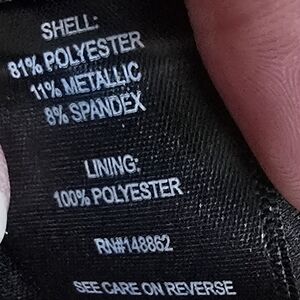 SHELL:
81% POLYESTER
11% METALLIC
8% SPANDEX
LINING:
100% POLYESTER
RN#148862
SEE CARE ON REVERSE